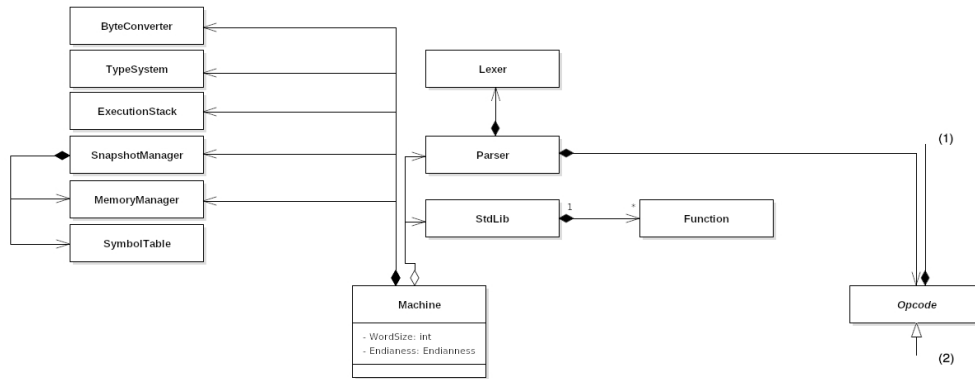 ByteConverter
TypeSystem
Lexer
ExecutionStack
(1)
SnapshotManager
Parser
MemoryManager
StdLib
1
*
Function
SymbolTable
Machine
Opcode
- WordSize: int
- Endianess: Endianness
(2)